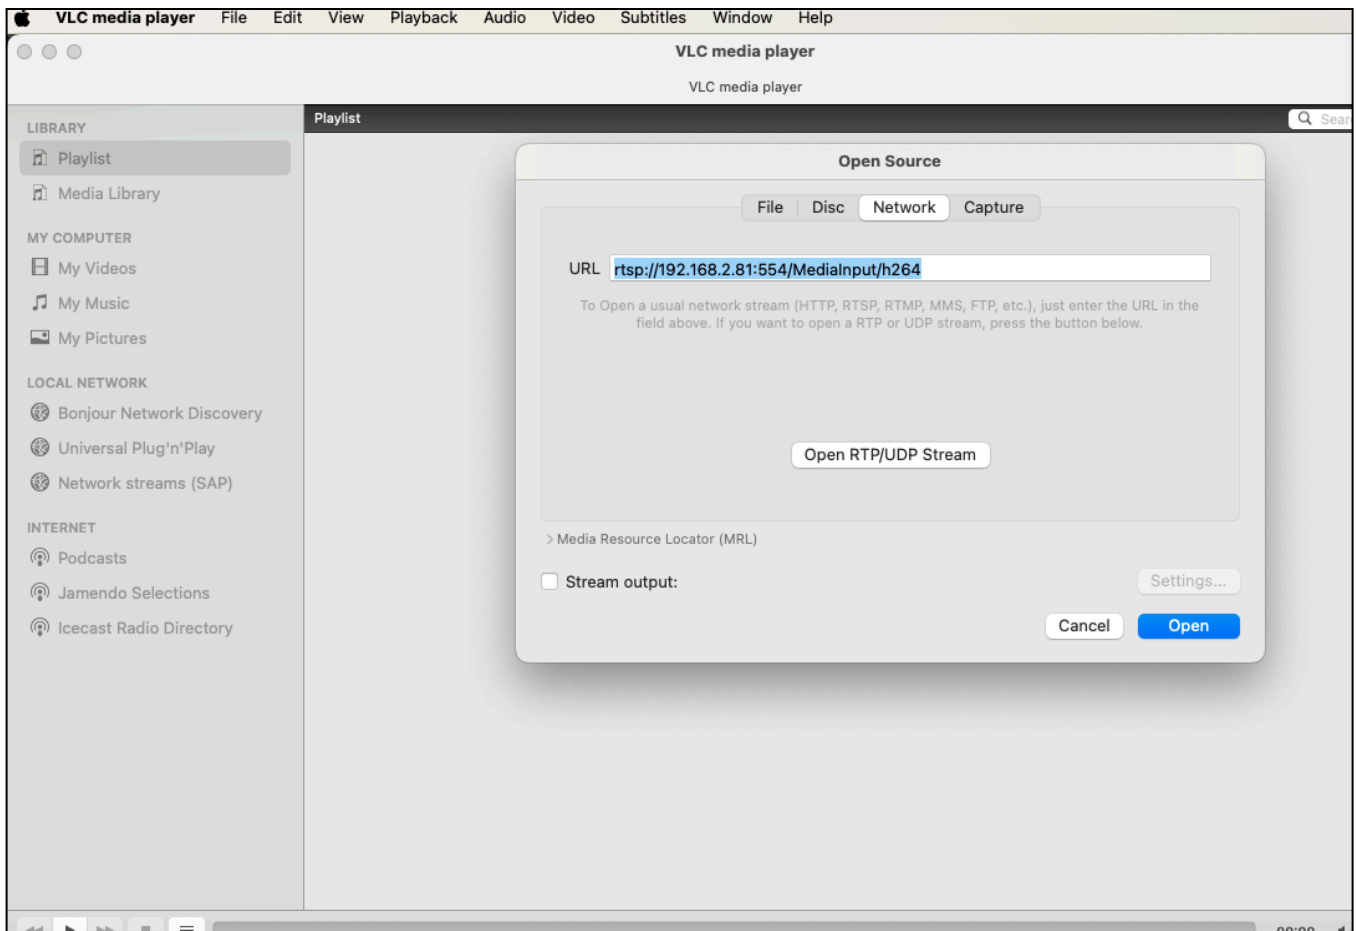 VLC media player File Edit View Playback Audio Video Subtitles Window Help
VLC media player
VLC media player
LIBRARY
Playlist
Media Library
MY COMPUTER
My Videos
My Music
My Pictures
LOCAL NETWORK
Bonjour Network Discovery
Universal Plug'n'Play
Network streams (SAP)
INTERNET
Podcasts
Jamendo Selections
Icecast Radio Directory
Playlist
Sear
Open Source
File Disc Network Capture
URL rtsp://192.168.2.81:554/MediaInput/h264
To Open a usual network stream (HTTP, RTSP, RTMP, MMS, FTP, etc.), just enter the URL in the
field above. If you want to open a RTP or UDP stream, press the button below.
Open RTP/UDP Stream
Media Resource Locator (MRL)
Stream output:
Settings...
Cancel Open
00:00